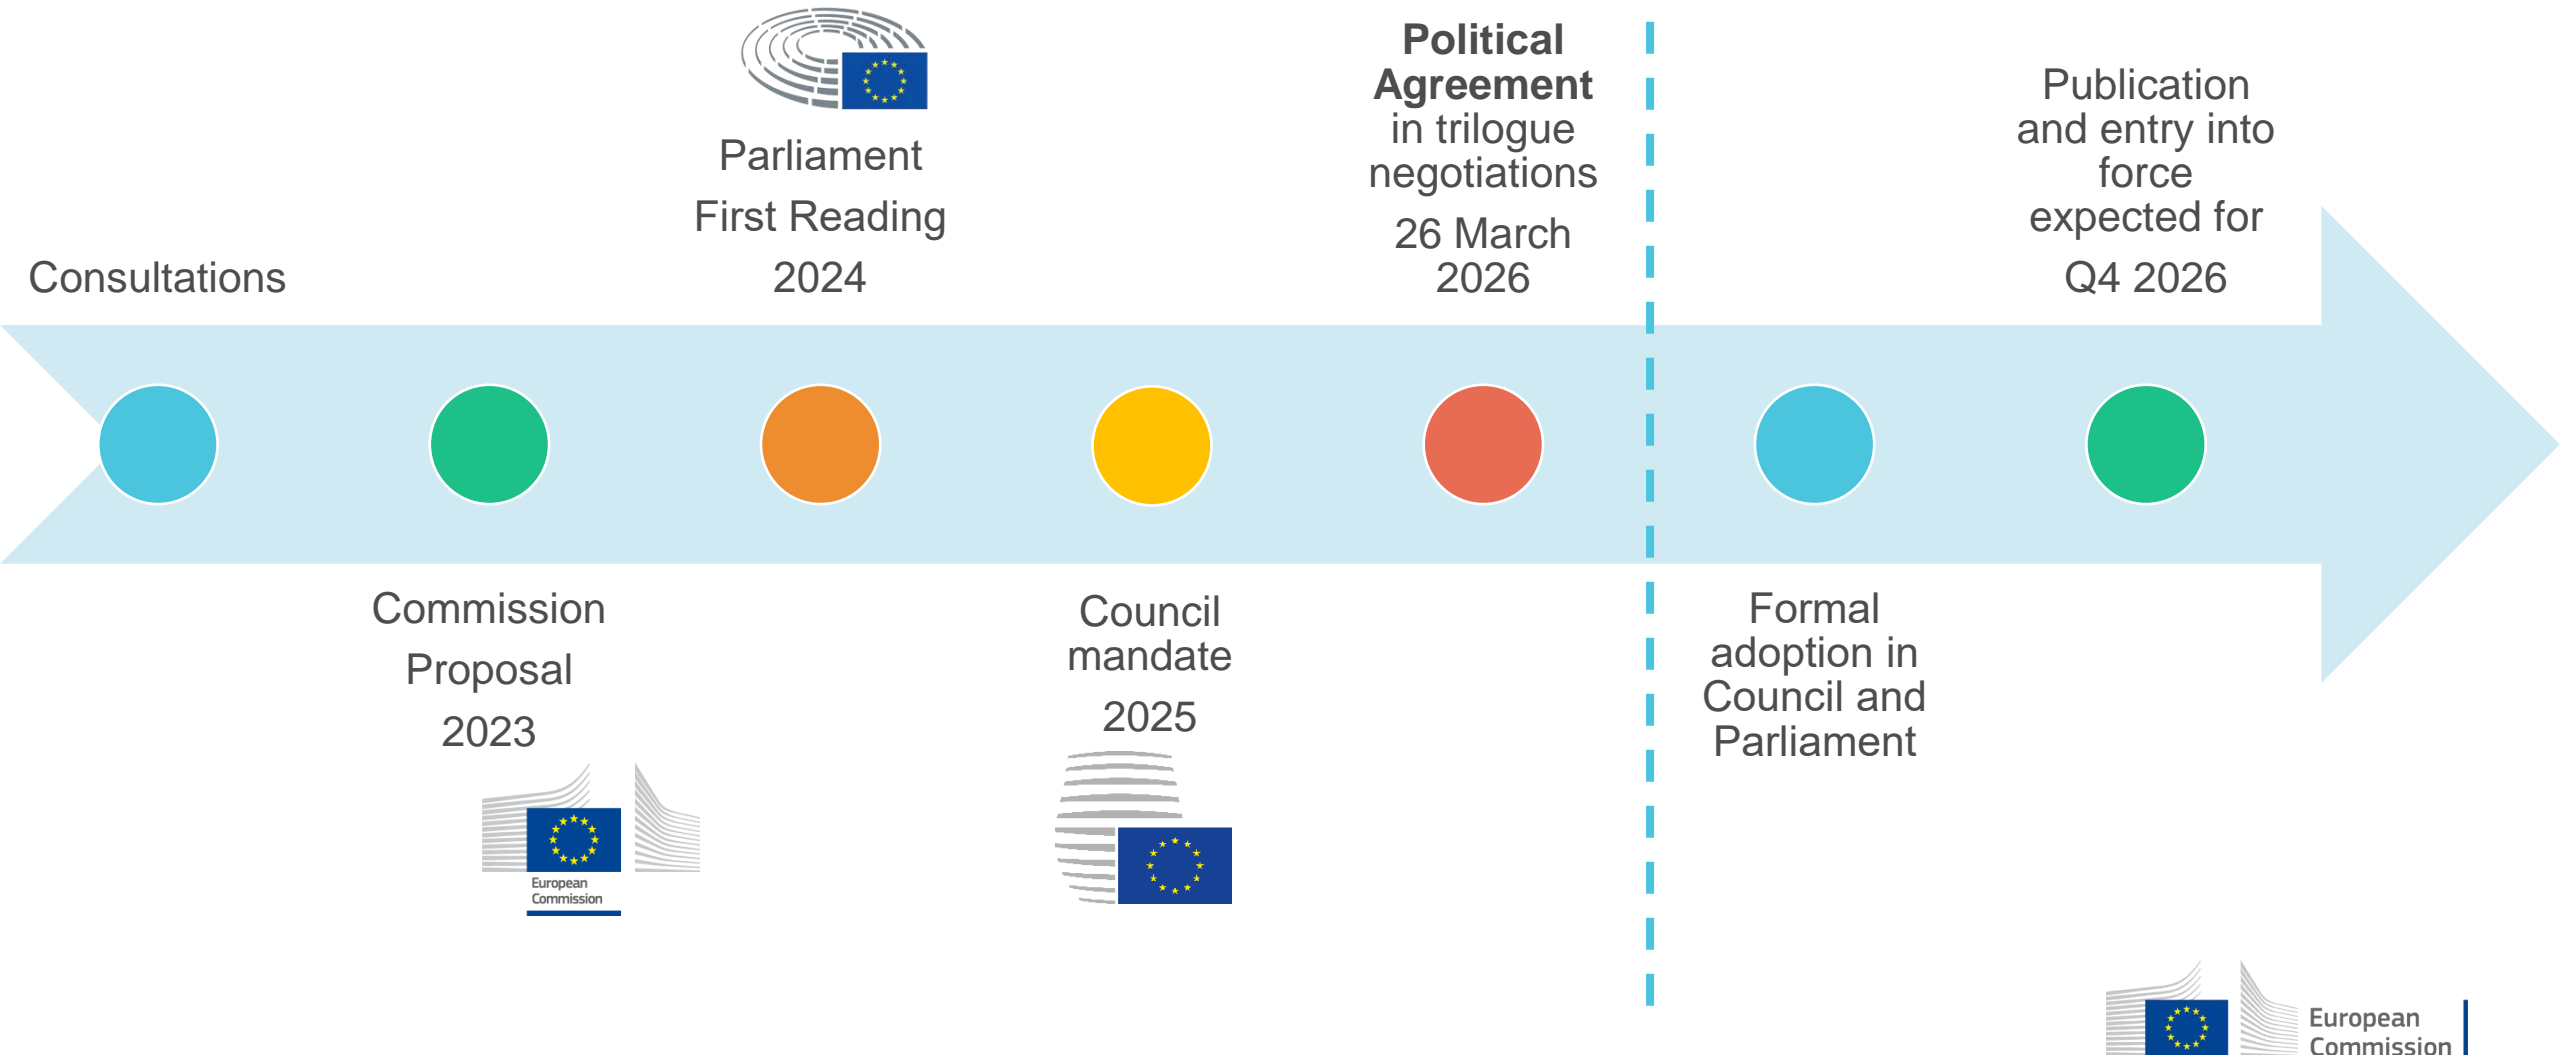 Consultations
Commission
Proposal
2023
European
Commission
Parliament
First Reading
2024
Council
mandate
2025
Political
Agreement
in trilogue
negotiations
26 March
2026
Formal
adoption in
Council and
Parliament
Publication
and entry into
force
expected for
Q4 2026
European
Commission